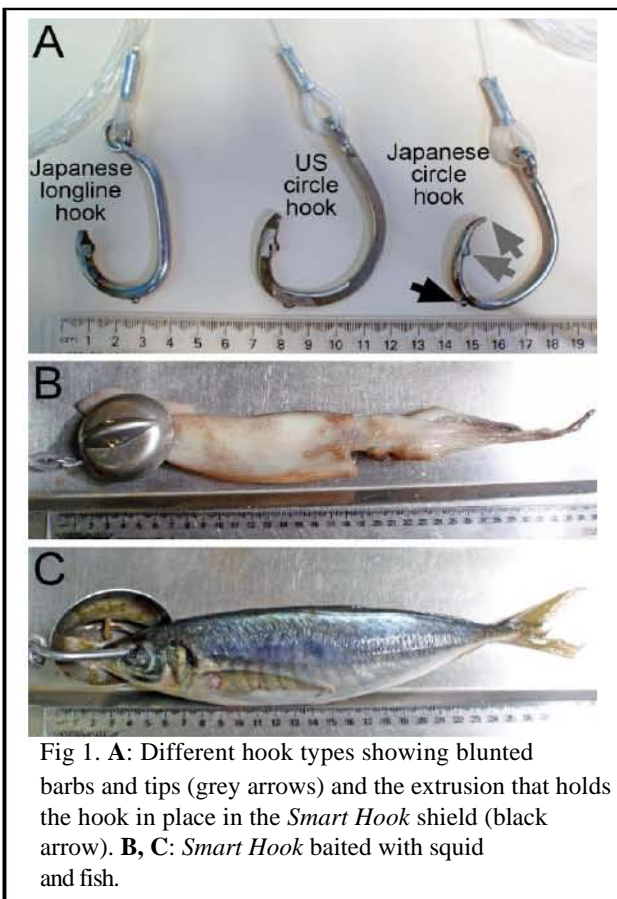 A
Japanese
longline
hook
US
circle
hook
Japanese
circle
hook
cm 1 2 3 4 5 6 7 8 9 10 11 12 13 14 15 16 17 18 19
B
C
Fig 1. A: Different hook types showing blunted
barbs and tips (grey arrows) and the extrusion that holds
the hook in place in the Smart Hook shield (black
arrow). B, C: Smart Hook baited with squid
and fish.